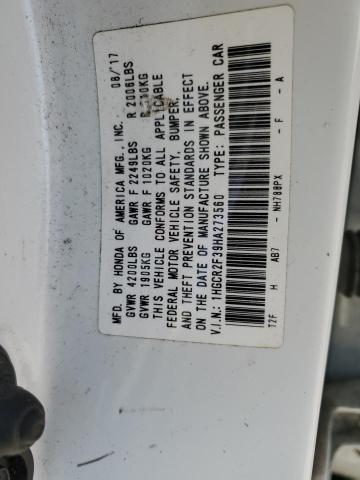 MFD. BY HONDA OF AMERICA MFG., INC. 08/17
GVWR 4200LBS GAWR F 2249LBS R 2006LBS
GVWR 1905KG GAWR F 1020KG R KG
THIS VEHICLE CONFORMS TO ALL APPLICABLE
FEDERAL MOTOR VEHICLE SAFETY, BUMPER,
AND THEFT PREVENTION STANDARDS IN EFFECT
ON THE DATE OF MANUFACTURE SHOWN ABOVE.
V.I.N.: 1HGCR2F39HA273560 TYPE: PASSENGER CAR
T2F H AB7 - NH788PX - F - A